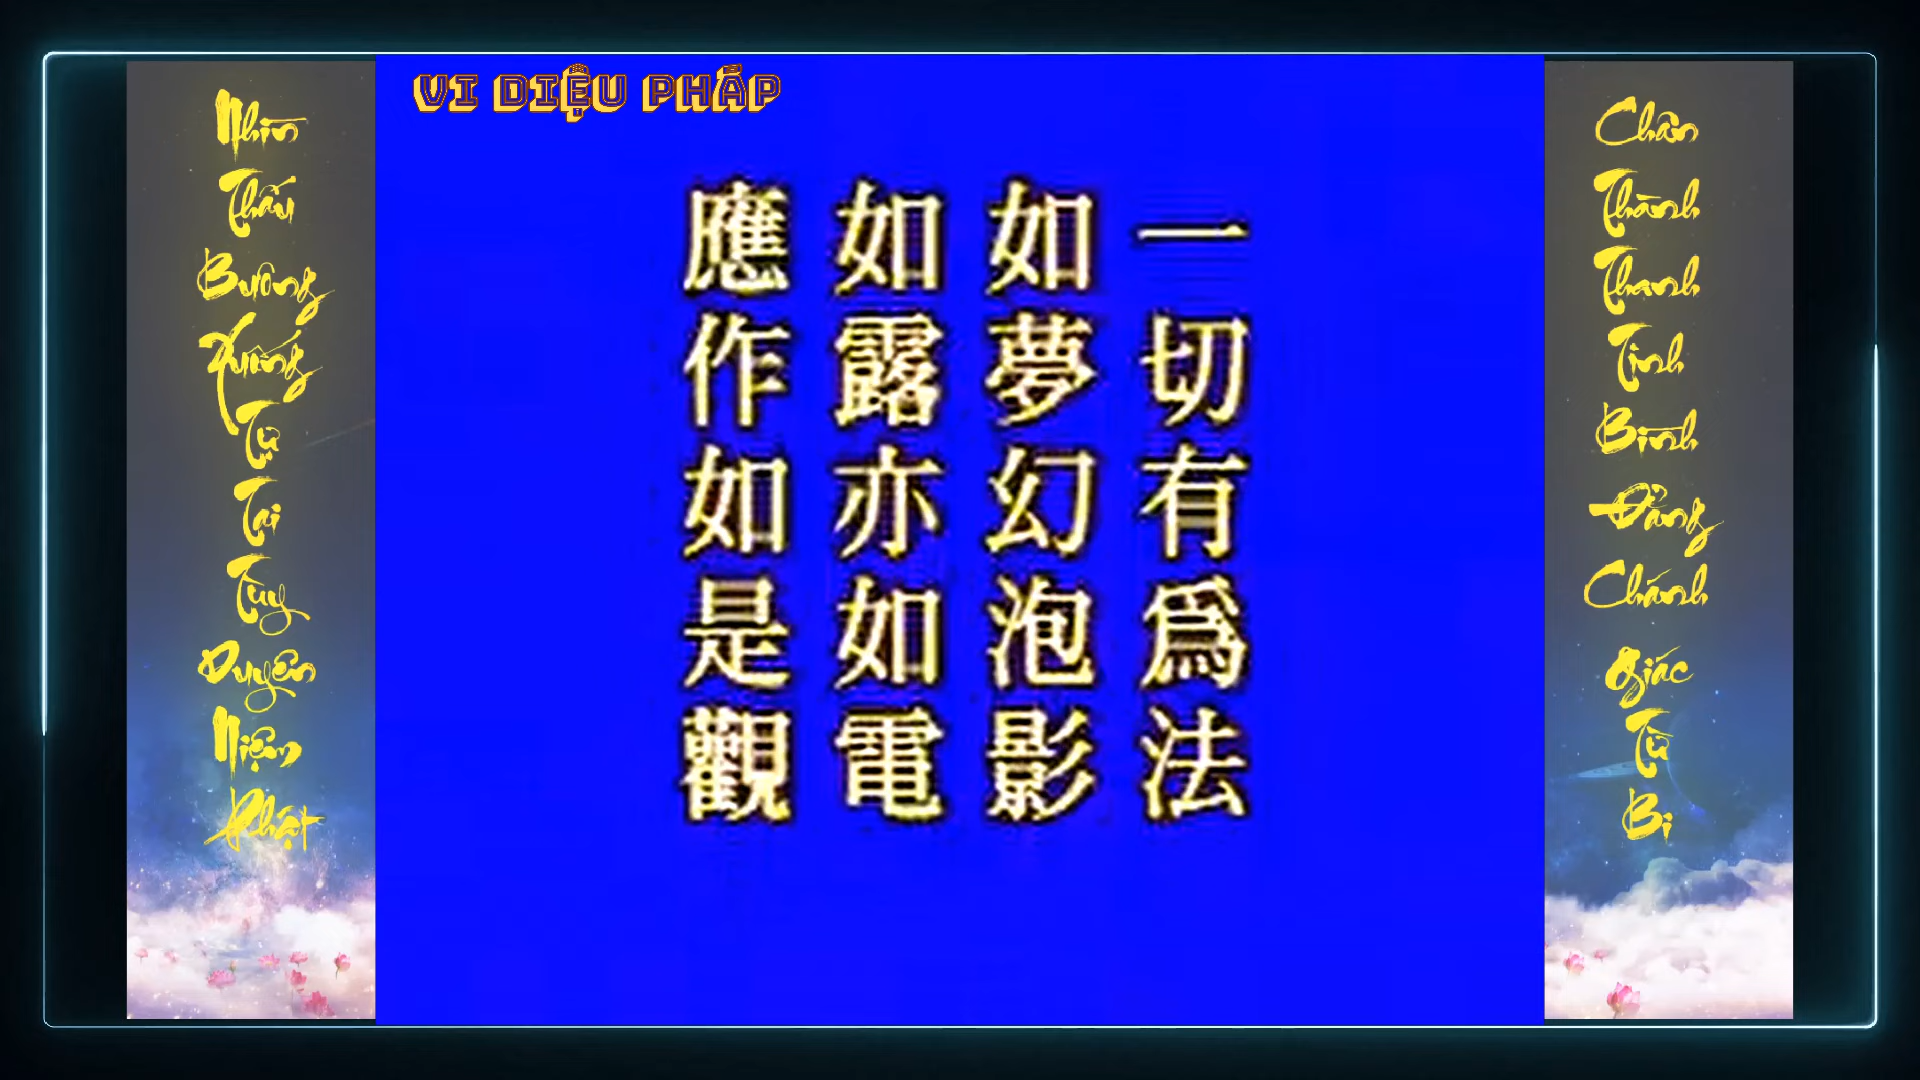 VI DIỆU PHÁP
Nhìn
Thấu
Buông
Xuống
Tự
Tại
Tùy
Duyên
Niệm
Phật
一切有爲法
如夢幻泡影
如露亦如電
應作如是觀
Chân
Thành
Thanh
Tịnh
Bình
Đẳng
Chánh
Giác
Từ
Bi